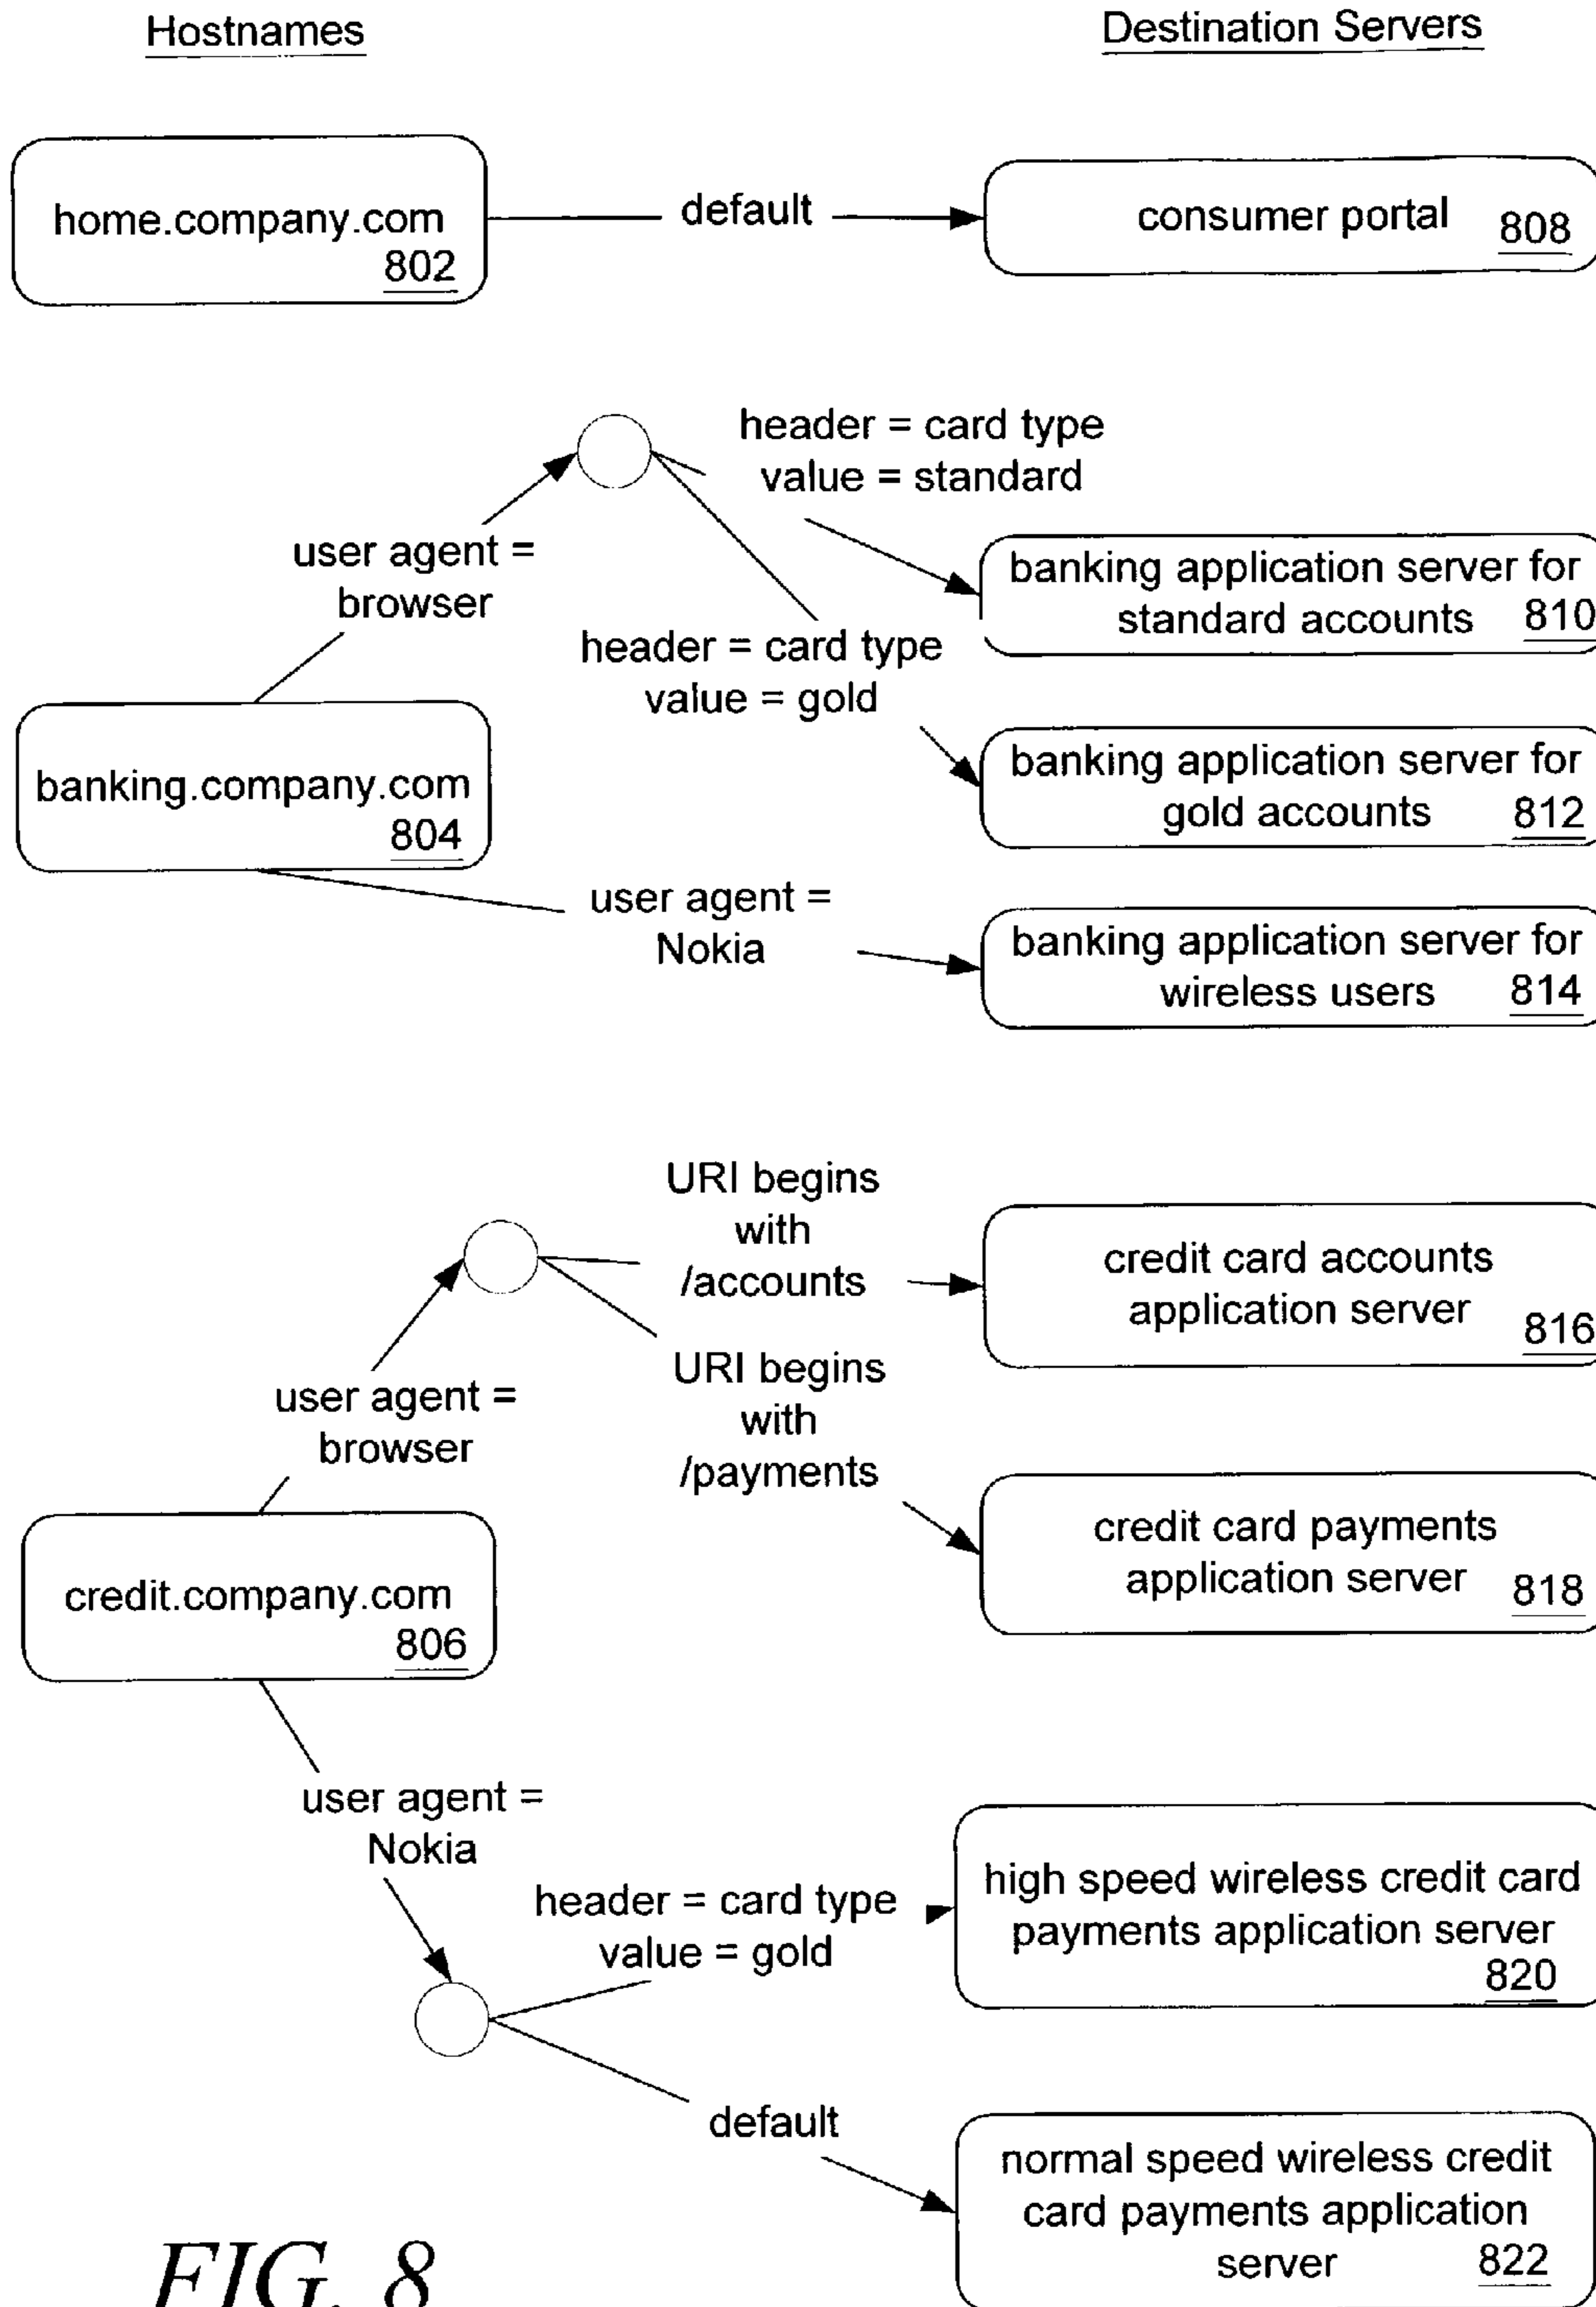 Hostnames
Destination Servers
home.company.com
802
default
consumer portal 808
header = card type
value = standard
user agent =
browser
banking application server for
standard accounts 810
header = card type
value = gold
banking.company.com
804
banking application server for
gold accounts 812
user agent =
Nokia
banking application server for
wireless users 814
URI begins
with
/accounts
credit card accounts
application server
816
user agent =
browser
URI begins
with
/payments
credit card payments
application server 818
credit.company.com
806
user agent =
Nokia
header = card type
value = gold
high speed wireless credit card
payments application server
820
default
normal speed wireless credit
card payments application
server 822
FIG. 8